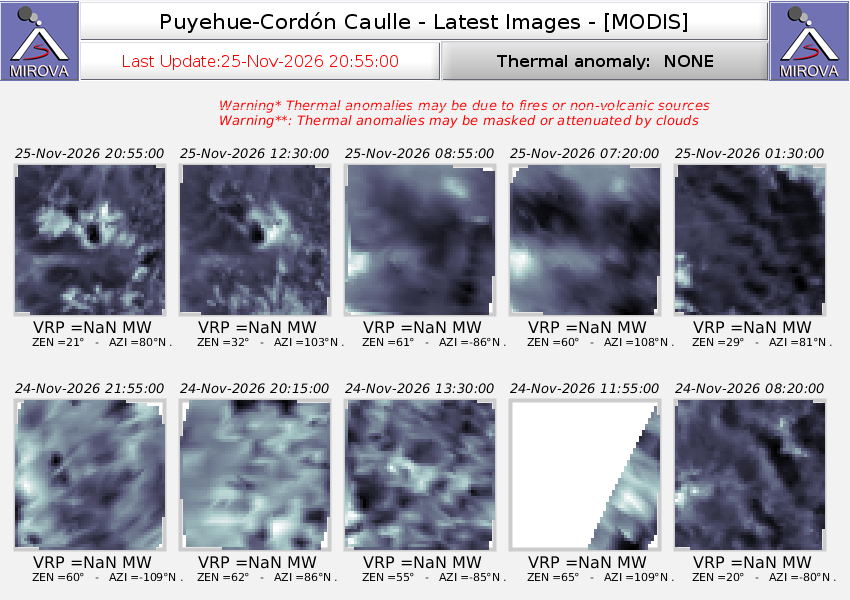 Puyehue-Cordón Caulle - Latest Images - [MODIS]
MIROVA
MIROVA
Last Update:25-Nov-2026 20:55:00
Thermal anomaly: NONE
Warning* Thermal anomalies may be due to fires or non-volcanic sources
Warning**: Thermal anomalies may be masked or attenuated by clouds
25-Nov-2026 20:55:00 25-Nov-2026 12:30:00 25-Nov-2026 08:55:00 25-Nov-2026 07:20:00 25-Nov-2026 01:30:00
VRP =NaN MW VRP =NaN MW VRP =NaN MW VRP =NaN MW VRP =NaN MW
ZEN =21° - AZI =80°N . ZEN =32° - AZI =103°N . ZEN =61° - AZI =-86°N . ZEN =60° - AZI =108°N . ZEN =29° - AZI =81°N .
24-Nov-2026 21:55:00 24-Nov-2026 20:15:00 24-Nov-2026 13:30:00 24-Nov-2026 11:55:00 24-Nov-2026 08:20:00
VRP =NaN MW VRP =NaN MW VRP =NaN MW VRP =NaN MW VRP =NaN MW
ZEN =60° - AZI =-109°N . ZEN =62° - AZI =86°N . ZEN =55° - AZI =-85°N . ZEN =65° - AZI =109°N . ZEN =20° - AZI =-80°N .